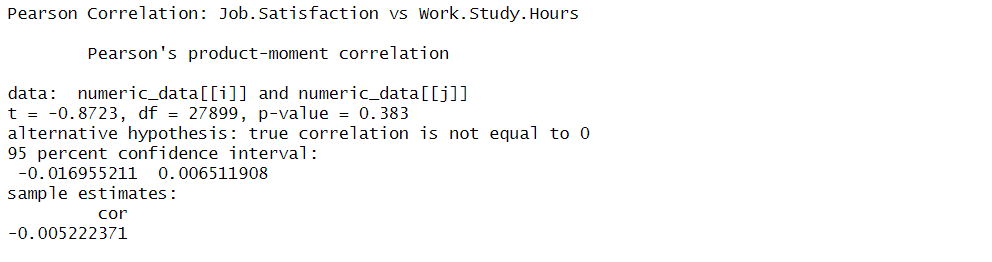 Pearson Correlation: Job.Satisfaction vs Work.Study.Hours
Pearson's product-moment correlation
data:  numeric_data[[i]] and numeric_data[[j]]
t = -0.8723, df = 27899, p-value = 0.383
alternative hypothesis: true correlation is not equal to 0
95 percent confidence interval:
-0.016955211  0.006511908
sample estimates:
cor
-0.005222371